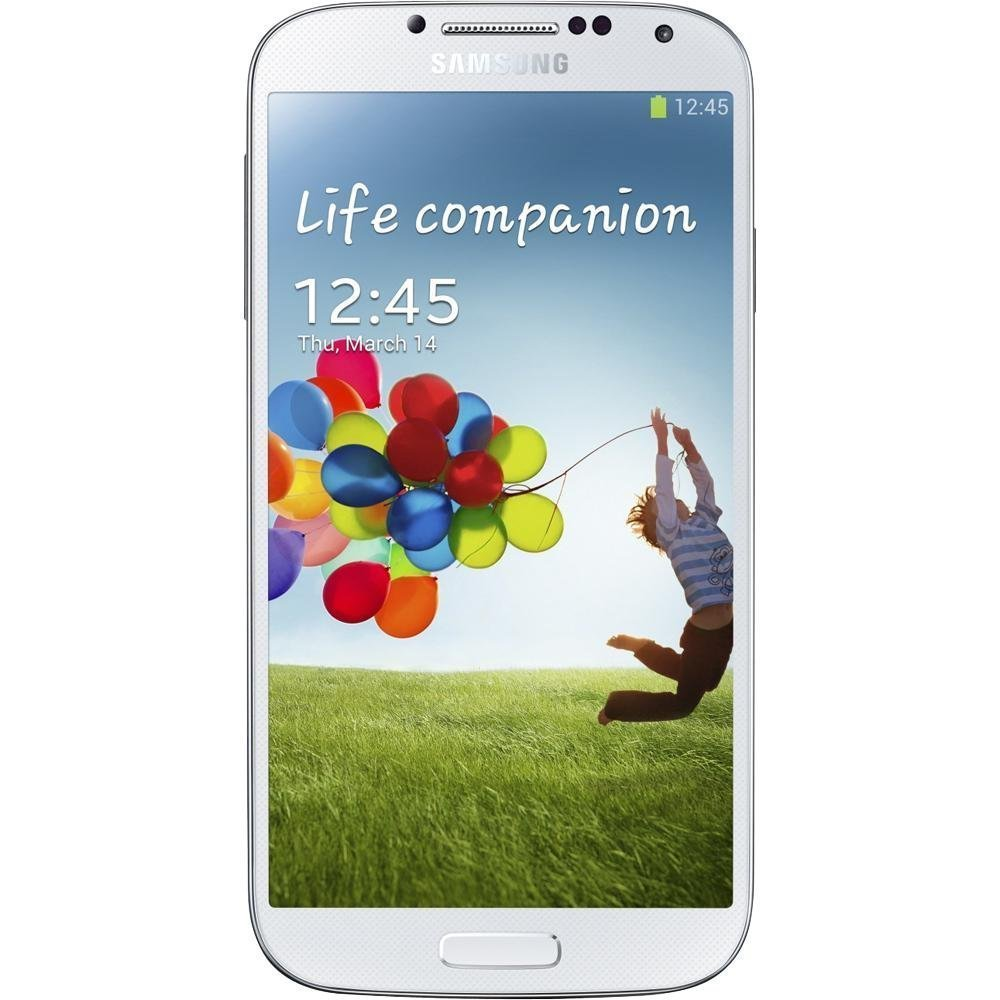 SAMSUNG
12:45
Life companion
12:45
Thu, March 14